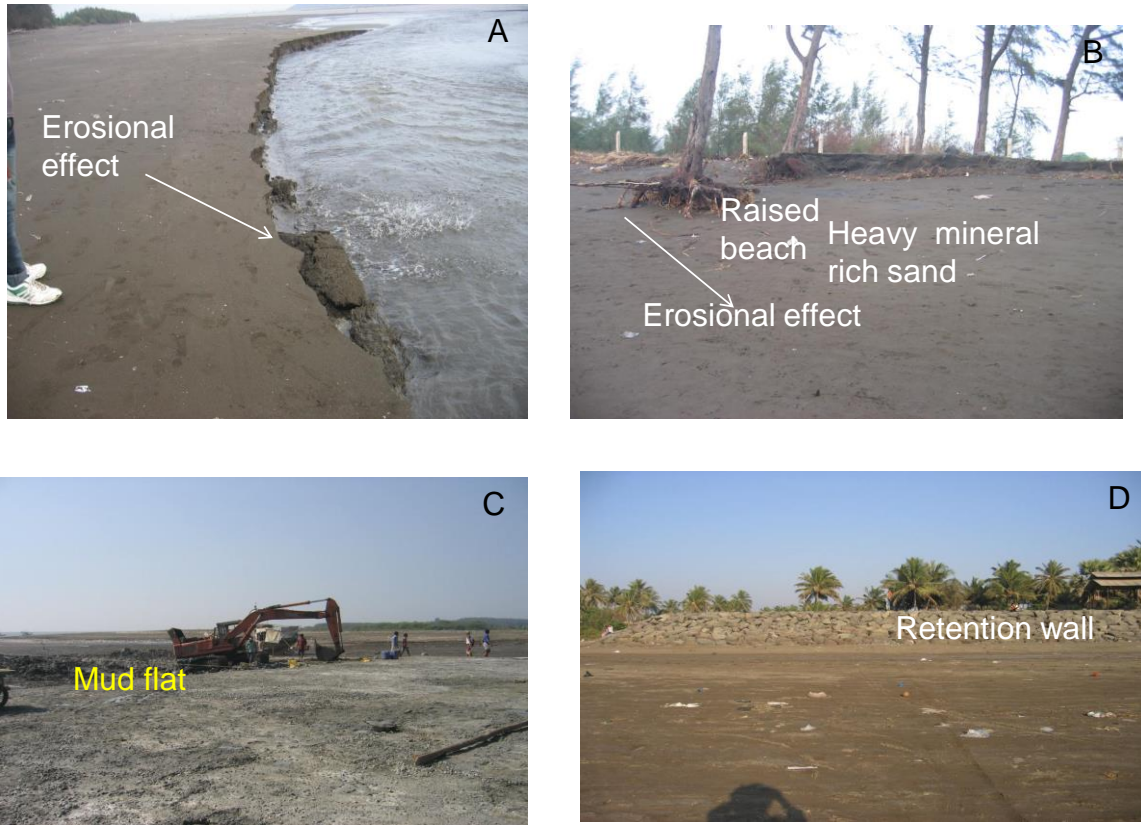 A
Erosional
effect
B
Raised
beach
Heavy mineral
rich sand
Erosional effect
C
Mud flat
D
Retention wall